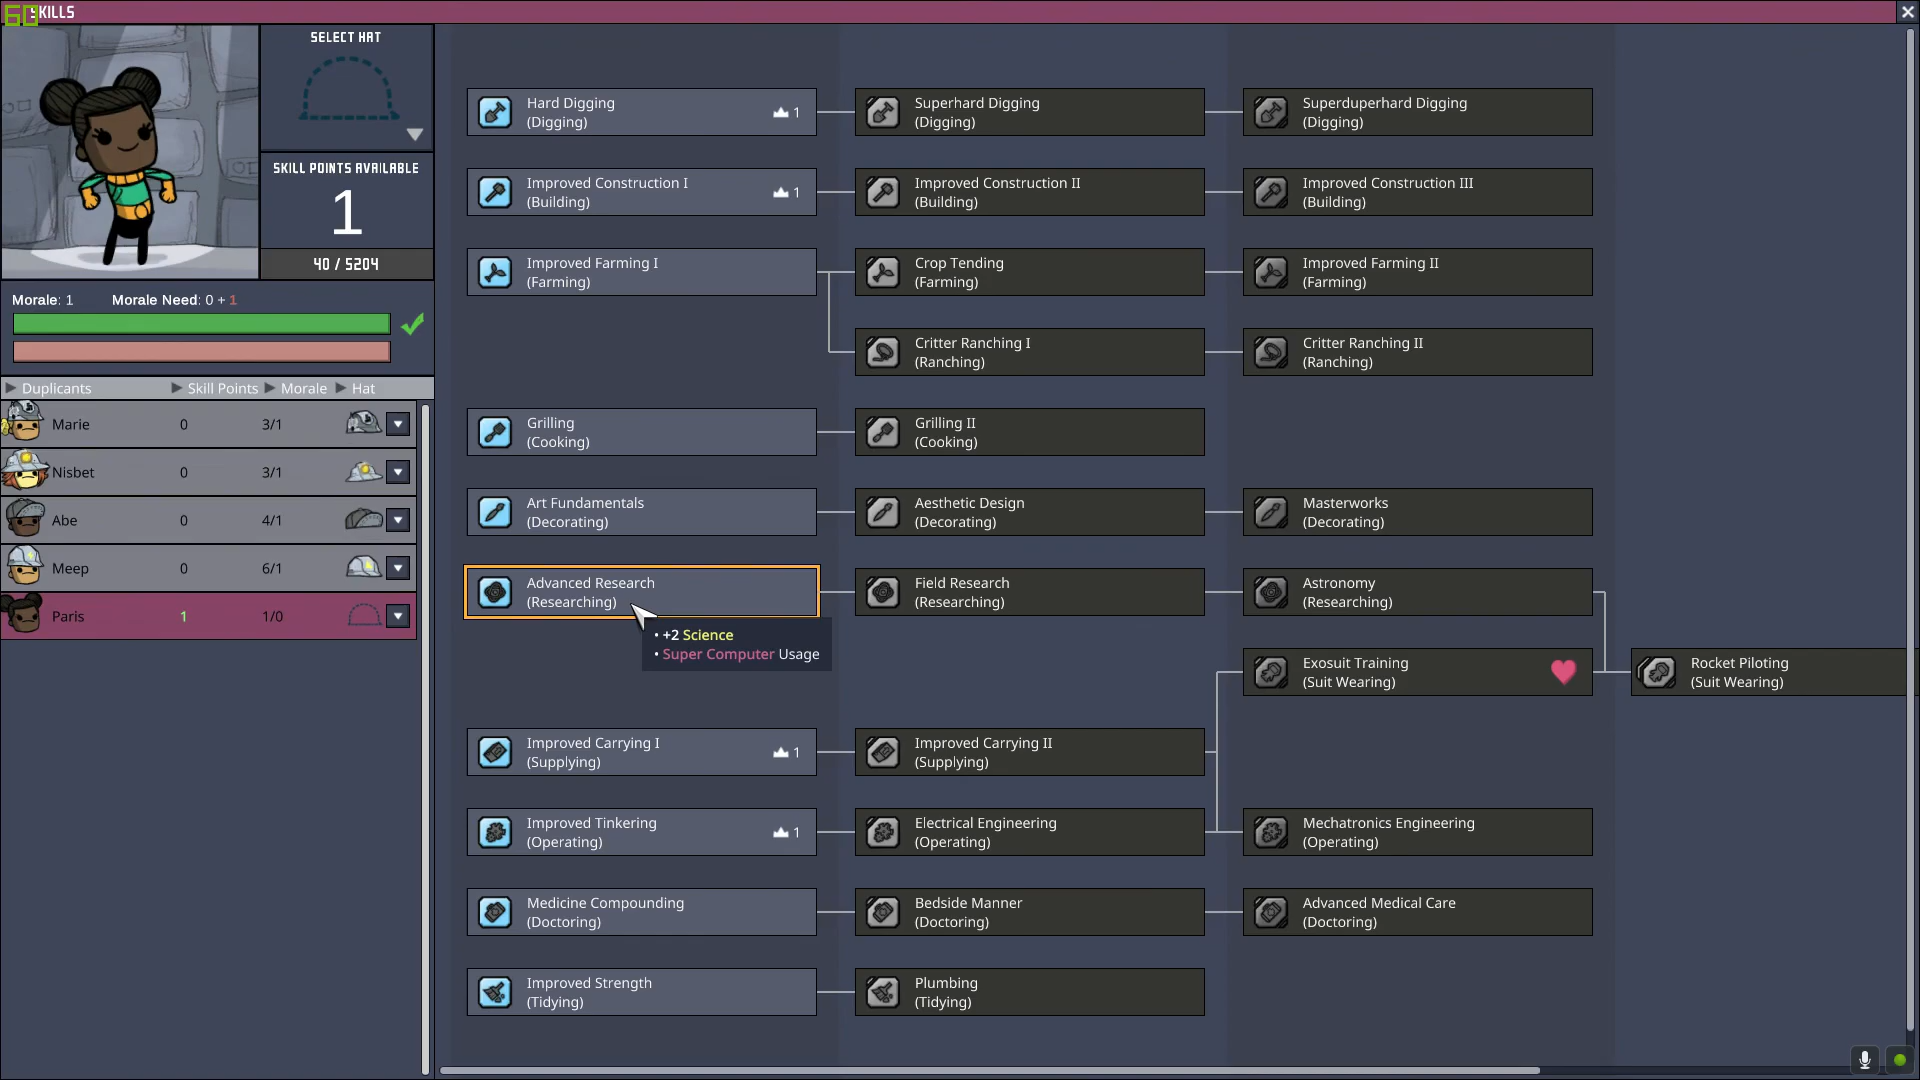 60
SKILLS
SELECT HAT
SKILL POINTS AVAILABLE
1
40 / 5204
Morale: 1 Morale Need: 0 + 1
Duplicants Skill Points Morale Hat
Marie 0 3/1
Nisbet 0 3/1
Abe 0 4/1
Meep 0 6/1
Paris 1 1/0
Hard Digging
(Digging)
1
Superhard Digging
(Digging)
Superduperhard Digging
(Digging)
Improved Construction I
(Building)
1
Improved Construction II
(Building)
Improved Construction III
(Building)
Improved Farming I
(Farming)
Crop Tending
(Farming)
Improved Farming II
(Farming)
Critter Ranching I
(Ranching)
Critter Ranching II
(Ranching)
Grilling
(Cooking)
Grilling II
(Cooking)
Art Fundamentals
(Decorating)
Aesthetic Design
(Decorating)
Masterworks
(Decorating)
Advanced Research
(Researching)
Field Research
(Researching)
Astronomy
(Researching)
• +2 Science
• Super Computer Usage
Exosuit Training
(Suit Wearing)
Rocket Piloting
(Suit Wearing)
Improved Carrying I
(Supplying)
1
Improved Carrying II
(Supplying)
Improved Tinkering
(Operating)
1
Electrical Engineering
(Operating)
Mechatronics Engineering
(Operating)
Medicine Compounding
(Doctoring)
Bedside Manner
(Doctoring)
Advanced Medical Care
(Doctoring)
Improved Strength
(Tidying)
Plumbing
(Tidying)